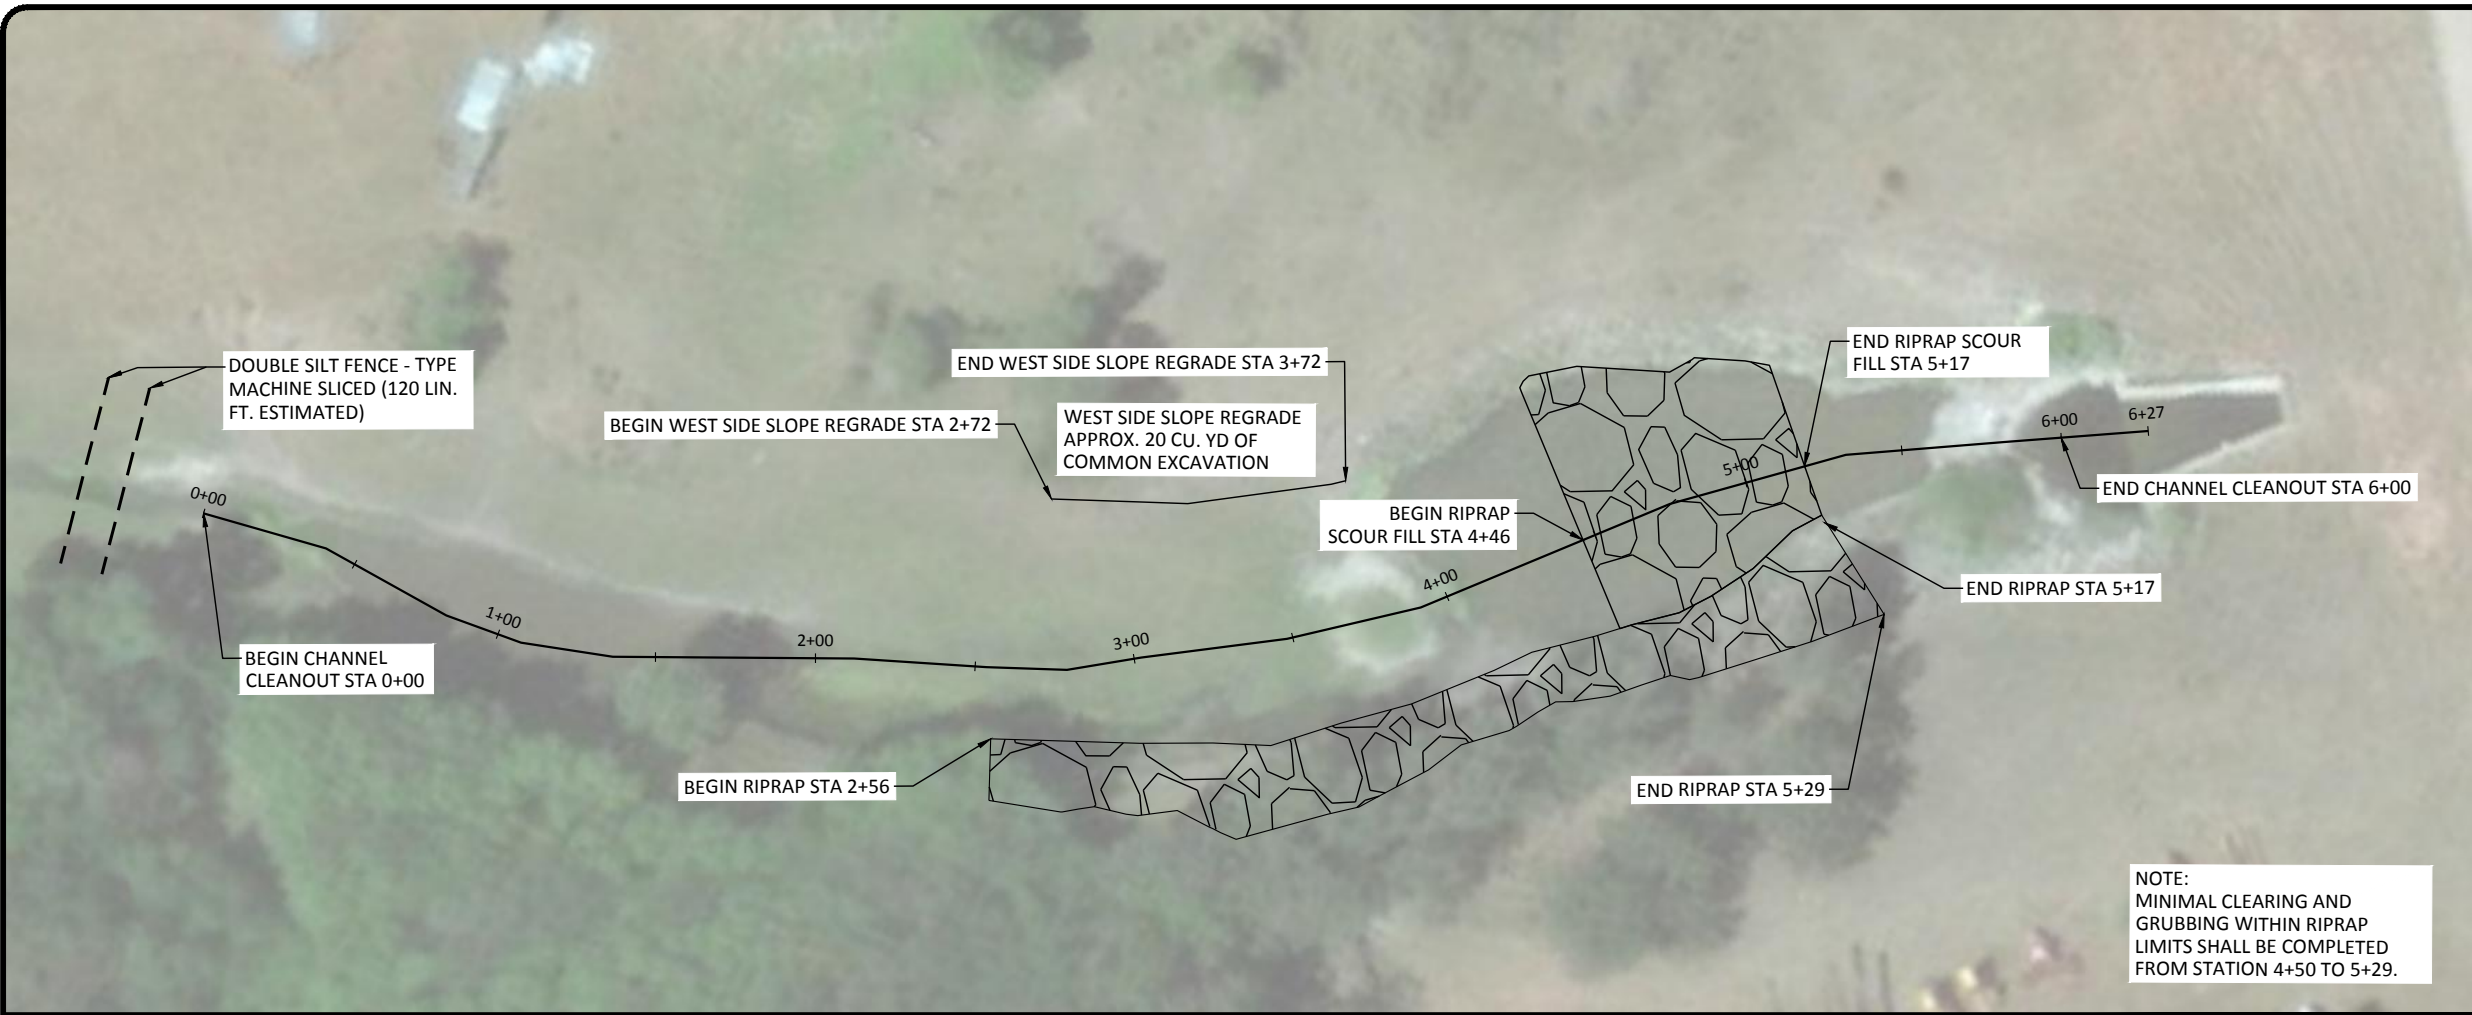 DOUBLE SILT FENCE - TYPE
MACHINE SLICED (120 LIN.
FT. ESTIMATED)
END WEST SIDE SLOPE REGRADE STA 3+72
BEGIN WEST SIDE SLOPE REGRADE STA 2+72
WEST SIDE SLOPE REGRADE
APPROX. 20 CU. YD OF
COMMON EXCAVATION
END RIPRAP SCOUR
FILL STA 5+17
BEGIN RIPRAP
SCOUR FILL STA 4+46
0+00
1+00
2+00
3+00
4+00
5+00
6+00
6+27
END CHANNEL CLEANOUT STA 6+00
END RIPRAP STA 5+17
BEGIN CHANNEL
CLEANOUT STA 0+00
BEGIN RIPRAP STA 2+56
END RIPRAP STA 5+29
NOTE:
MINIMAL CLEARING AND
GRUBBING WITHIN RIPRAP
LIMITS SHALL BE COMPLETED
FROM STATION 4+50 TO 5+29.